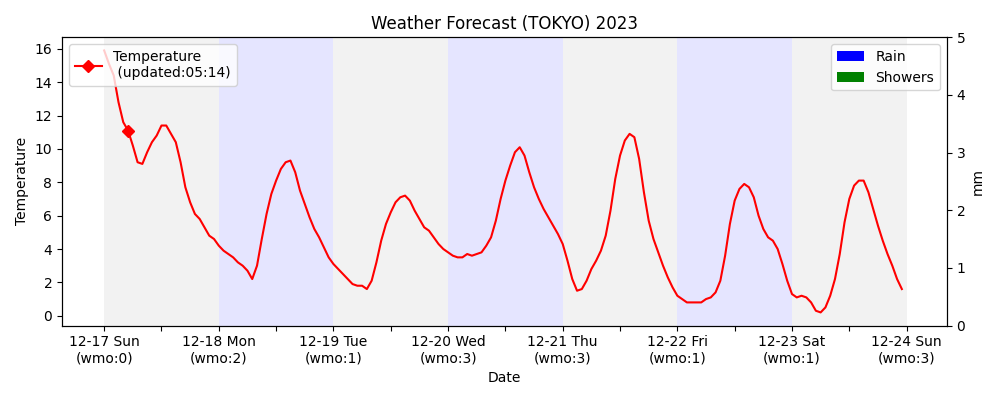 Weather Forecast (TOKYO) 2023
Temperature
(updated:05:14)
Rain
Showers
16
14
12
10
8
6
4
2
0
Temperature
5
4
3
2
1
0
mm
12-17 Sun
(wmo:0)
12-18 Mon
(wmo:2)
12-19 Tue
(wmo:1)
12-20 Wed
(wmo:3)
12-21 Thu
(wmo:3)
12-22 Fri
(wmo:1)
12-23 Sat
(wmo:1)
12-24 Sun
(wmo:3)
Date